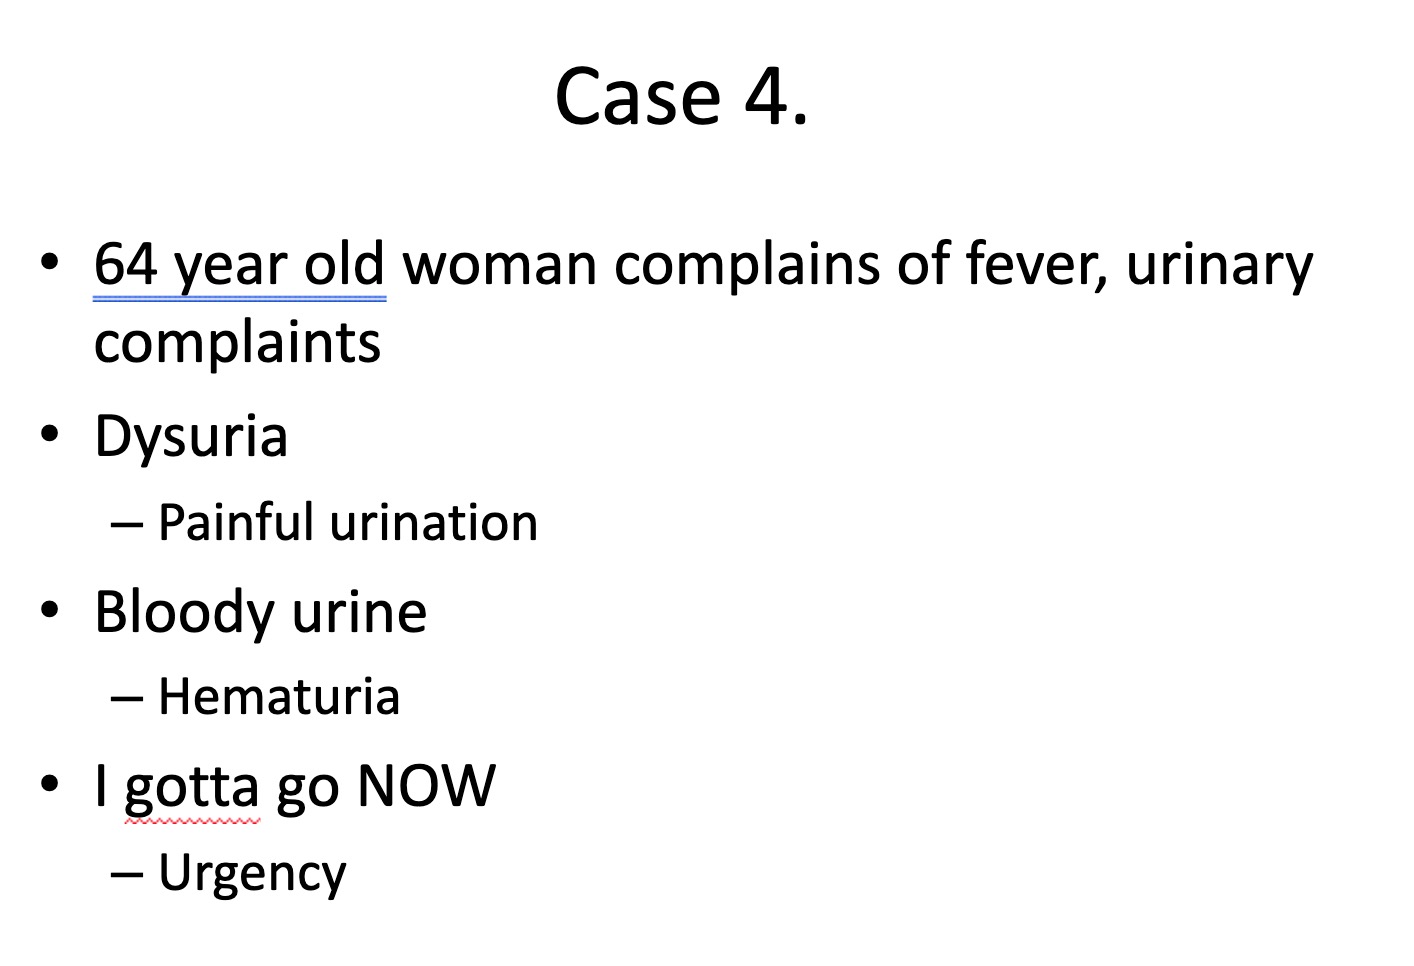 Case 4.
• 64 year old woman complains of fever, urinary
complaints
• Dysuria
– Painful urination
• Bloody urine
– Hematuria
• I gotta go NOW
– Urgency